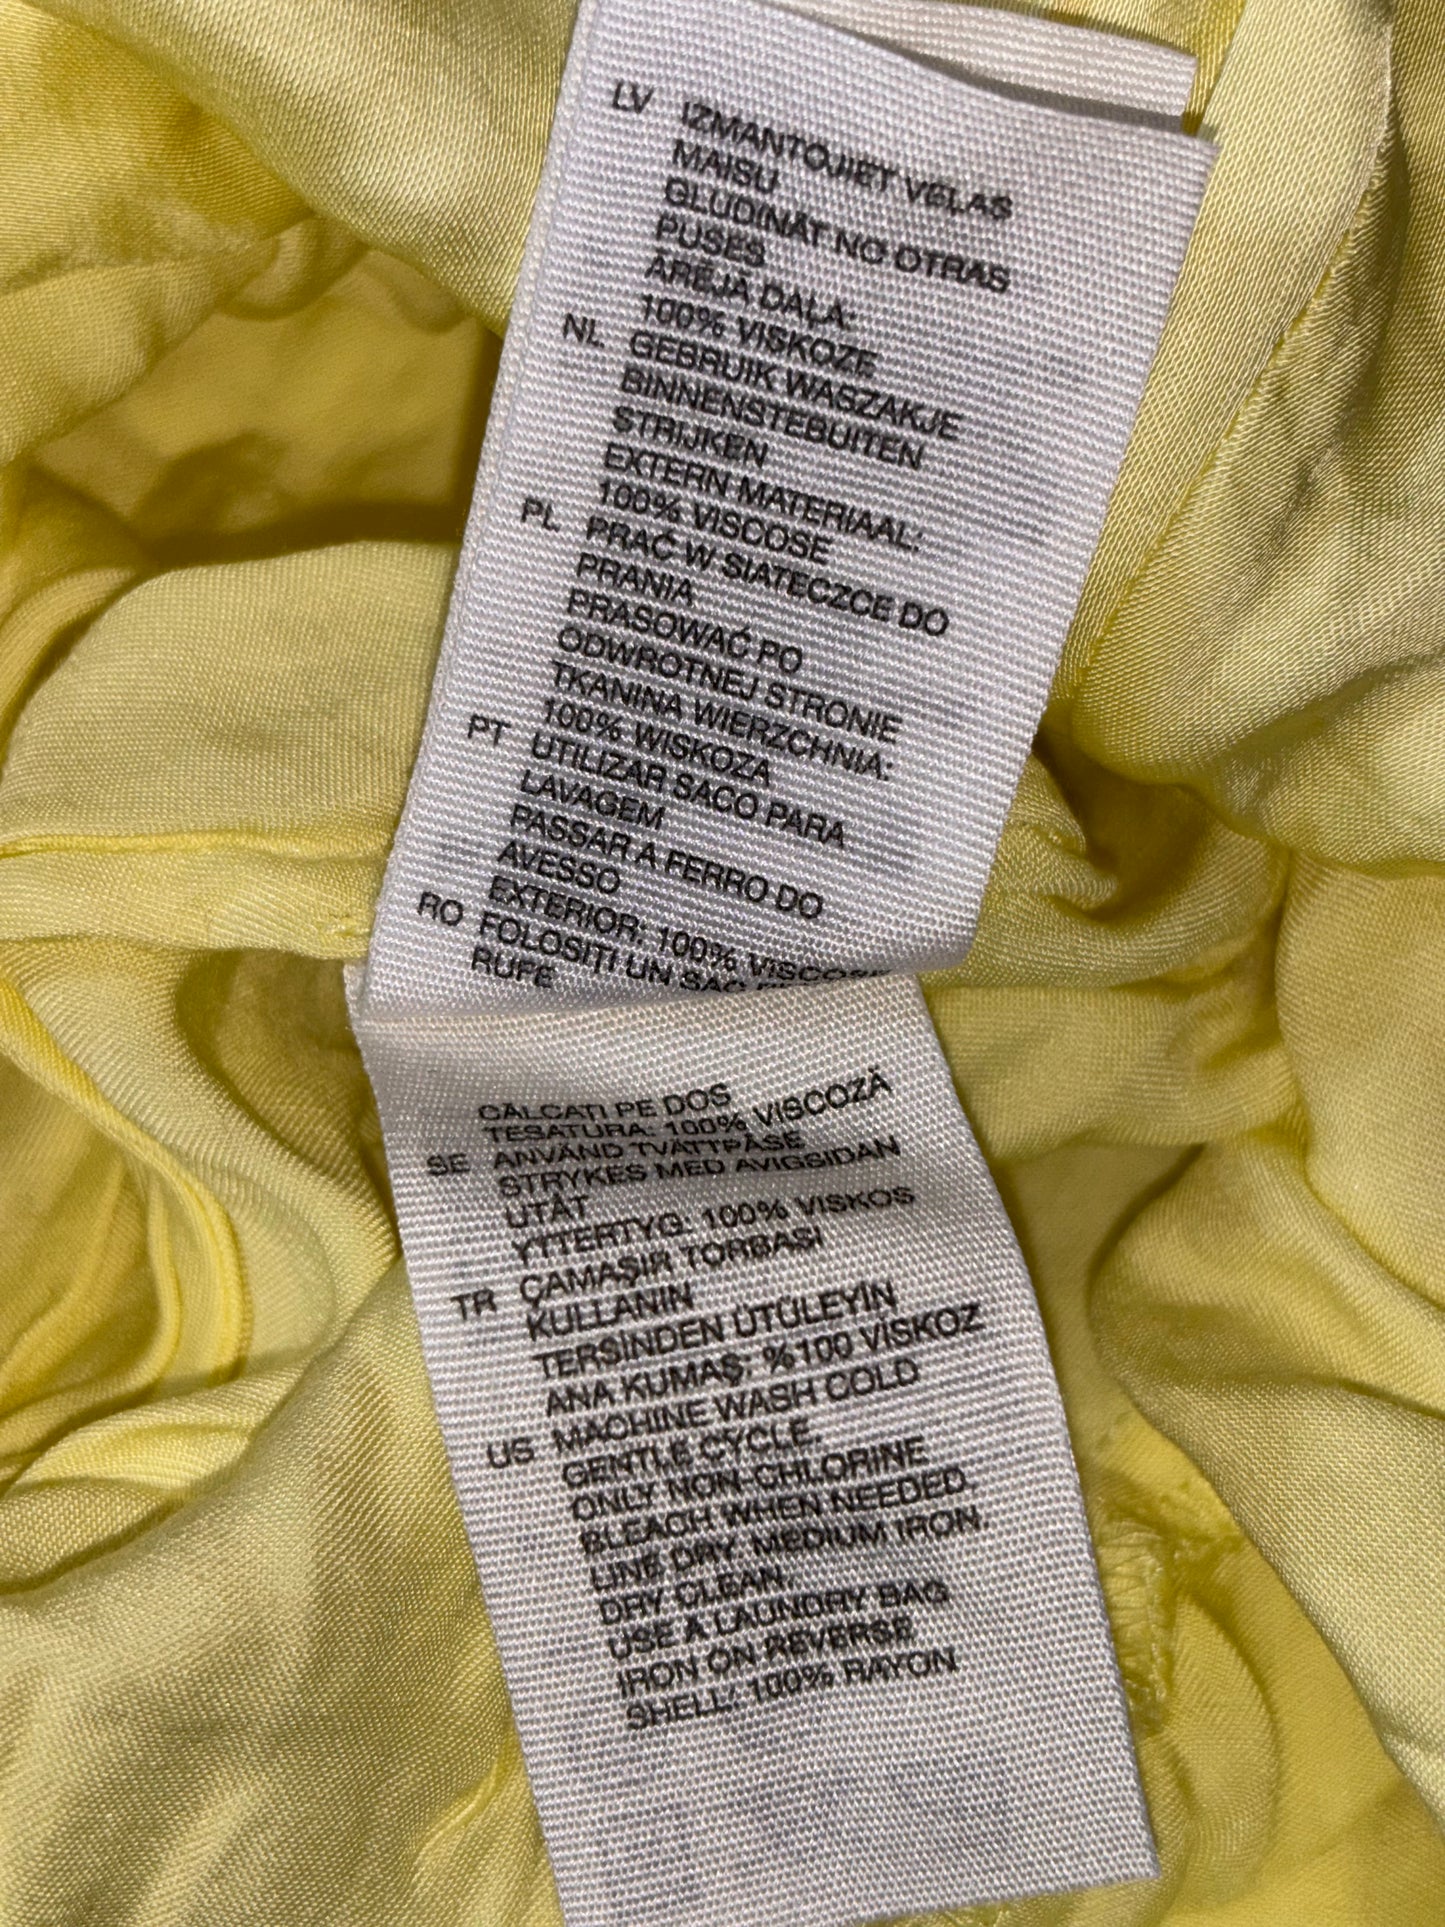 LV IZMANTOJIET VEĻAS
MAISU
GLUDINĀT NO OTRAS
PUSES
ĀRĒJĀ DAĻA:
100% VISKOZE
NL GEBRUIK WASZAKJE
BINNENSTEBUITEN
STRIJKEN
EXTERN MATERIAAL:
100% VISCOSE
PL PRAĆ W SIATECZCE DO
PRANIA
PRASOWAĆ PO
ODWROTNEJ STRONIE
TKANINA WIERZCHNIA:
100% WISKOZA
PT UTILIZAR SACO PARA
LAVAGEM
PASSAR A FERRO DO
AVESSO
EXTERIOR: 100% VISCOSE
RO FOLOSIȚI UN SAC
RUFE
CĂLCAȚI PE DOS
TESATURA: 100% VISCOZĂ
SE ANVÄND TVÄTTPÅSE
STRYKES MED AVIGSIDAN
UTÅT
YTTERTYG: 100% VISKOS
TR ÇAMAŞIR TORBASI
KULLANIN
TERSİNDEN ÜTÜLEYİN
ANA KUMAŞ: %100 VİSKOZ
US MACHINE WASH COLD
GENTLE CYCLE.
ONLY NON-CHLORINE
BLEACH WHEN NEEDED.
LINE DRY. MEDIUM IRON.
DRY CLEAN.
USE A LAUNDRY BAG
IRON ON REVERSE
SHELL: 100% RAYON